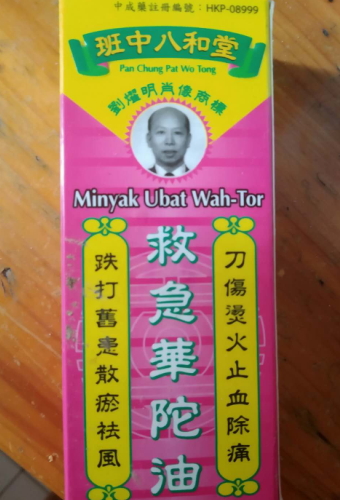 中成藥註冊編號：HKP-08999
班中八和堂
Pan Chung Pat Wo Tong
劉燿明肖像商標
Minyak Ubat Wah-Tor
刀傷燙火止血除痛
救急華陀油
跌打舊患散瘀祛風